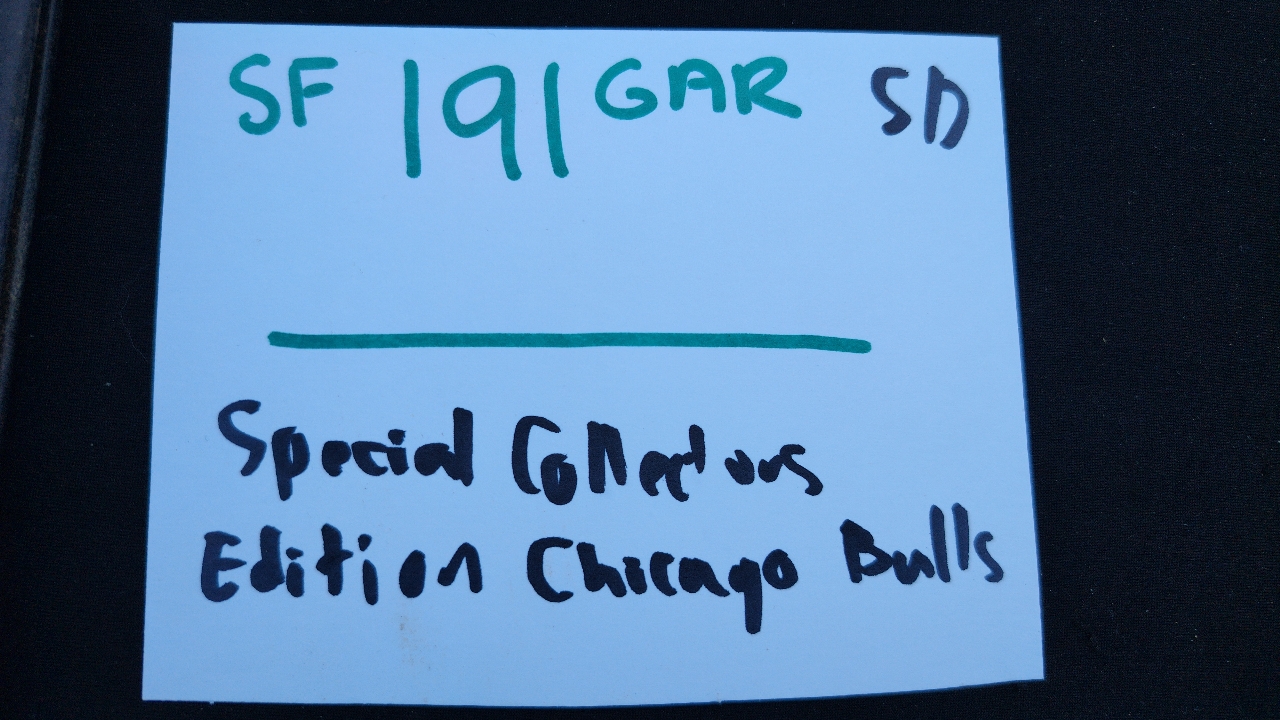 SF 191 GAR SD
Special Collectors
Edition Chicago Bulls